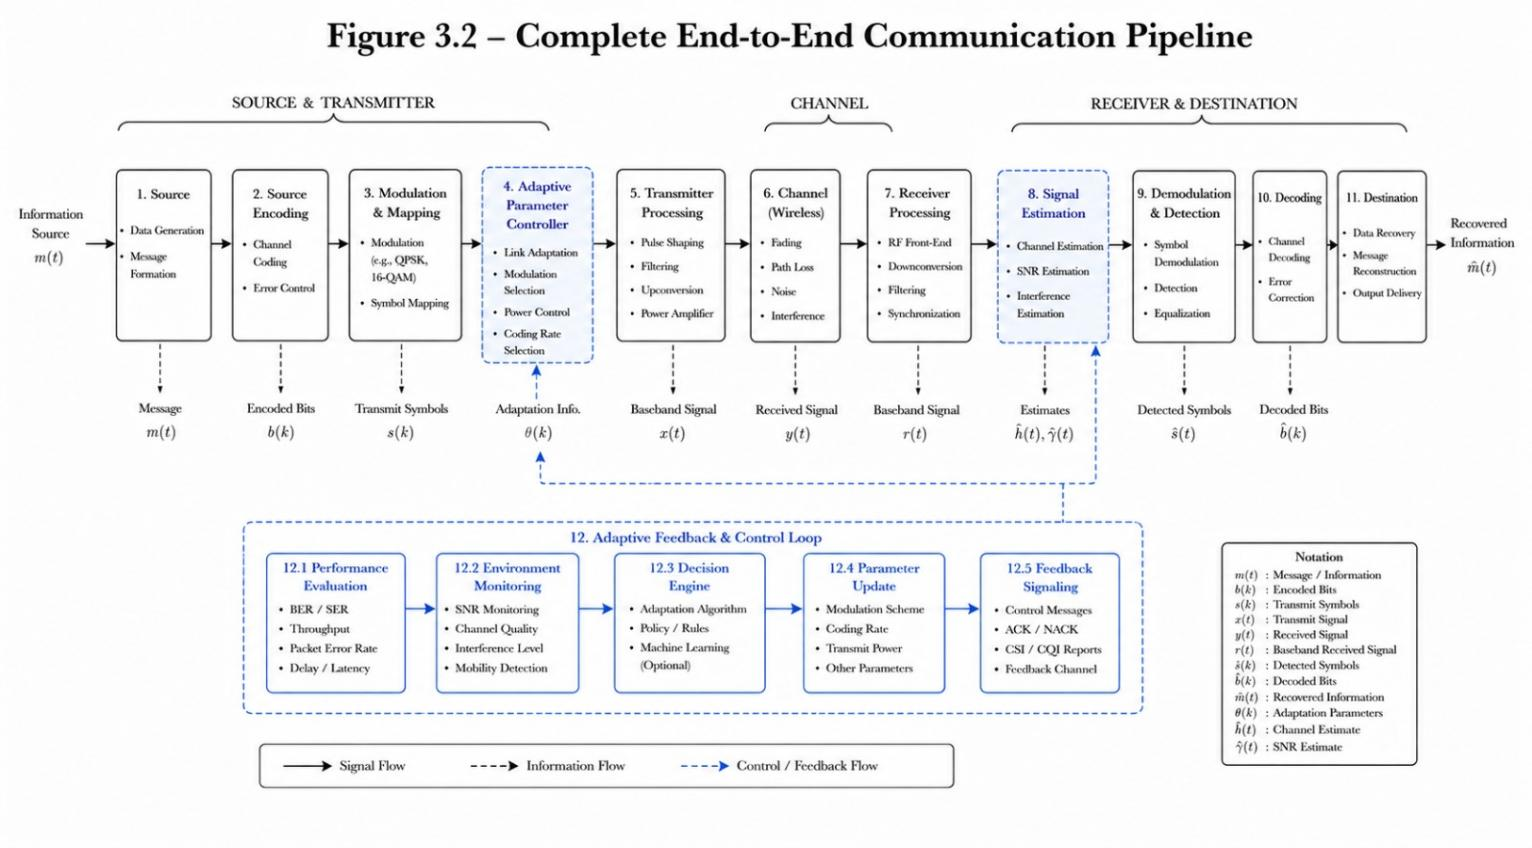 Figure 3.2 – Complete End-to-End Communication Pipeline
SOURCE & TRANSMITTER
CHANNEL
RECEIVER & DESTINATION
Information
Source
m(t)
1. Source
• Data Generation
• Message
Formation
2. Source
Encoding
• Channel
Coding
• Error Control
3. Modulation
& Mapping
• Modulation
(e.g., QPSK,
16-QAM)
• Symbol Mapping
4. Adaptive
Parameter
Controller
• Link Adaptation
• Modulation
Selection
• Power Control
• Coding Rate
Selection
5. Transmitter
Processing
• Pulse Shaping
• Filtering
• Upconversion
• Power Amplifier
6. Channel
(Wireless)
• Fading
• Path Loss
• Noise
• Interference
7. Receiver
Processing
• RF Front-End
• Downconversion
• Filtering
• Synchronization
8. Signal
Estimation
• Channel Estimation
• SNR Estimation
• Interference
Estimation
9. Demodulation
& Detection
• Symbol
Demodulation
• Detection
• Equalization
10. Decoding
• Channel
Decoding
• Error
Correction
11. Destination
• Data Recovery
• Message
Reconstruction
• Output Delivery
Recovered
Information
m̂(t)
Message
m(t)
Encoded Bits
b(k)
Transmit Symbols
s(k)
Adaptation Info.
θ(k)
Baseband Signal
x(t)
Received Signal
y(t)
Baseband Signal
r(t)
Estimates
ĥ(t), γ̂(t)
Detected Symbols
ŝ(t)
Decoded Bits
b̂(k)
12. Adaptive Feedback & Control Loop
12.1 Performance
Evaluation
• BER / SER
• Throughput
• Packet Error Rate
• Delay / Latency
12.2 Environment
Monitoring
• SNR Monitoring
• Channel Quality
• Interference Level
• Mobility Detection
12.3 Decision
Engine
• Adaptation Algorithm
• Policy / Rules
• Machine Learning
(Optional)
12.4 Parameter
Update
• Modulation Scheme
• Coding Rate
• Transmit Power
• Other Parameters
12.5 Feedback
Signaling
• Control Messages
• ACK / NACK
• CSI / CQI Reports
• Feedback Channel
Notation
m(t) : Message / Information
b(k) : Encoded Bits
s(k) : Transmit Symbols
x(t) : Transmit Signal
y(t) : Received Signal
r(t) : Baseband Received Signal
ŝ(k) : Detected Symbols
b̂(k) : Decoded Bits
m̂(t) : Recovered Information
θ(k) : Adaptation Parameters
ĥ(t) : Channel Estimate
γ̂(t) : SNR Estimate
Signal Flow
Information Flow
Control / Feedback Flow